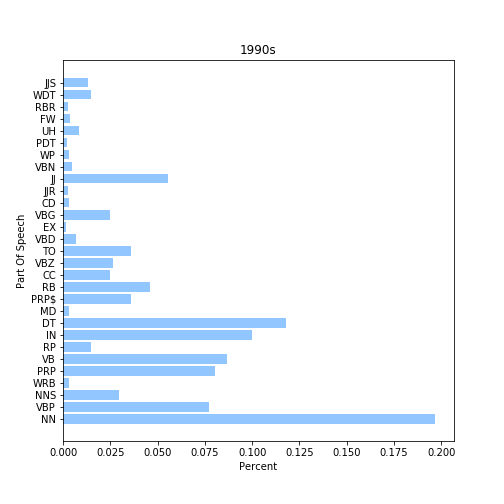 1990s
JJS
WDT
RBR
FW
UH
PDT
WP
VBN
JJ
JJR
CD
VBG
EX
VBD
TO
VBZ
CC
RB
PRP$
MD
DT
IN
RP
VB
PRP
WRB
NNS
VBP
NN
Part Of Speech
0.000 0.025 0.050 0.075 0.100 0.125 0.150 0.175 0.200
Percent